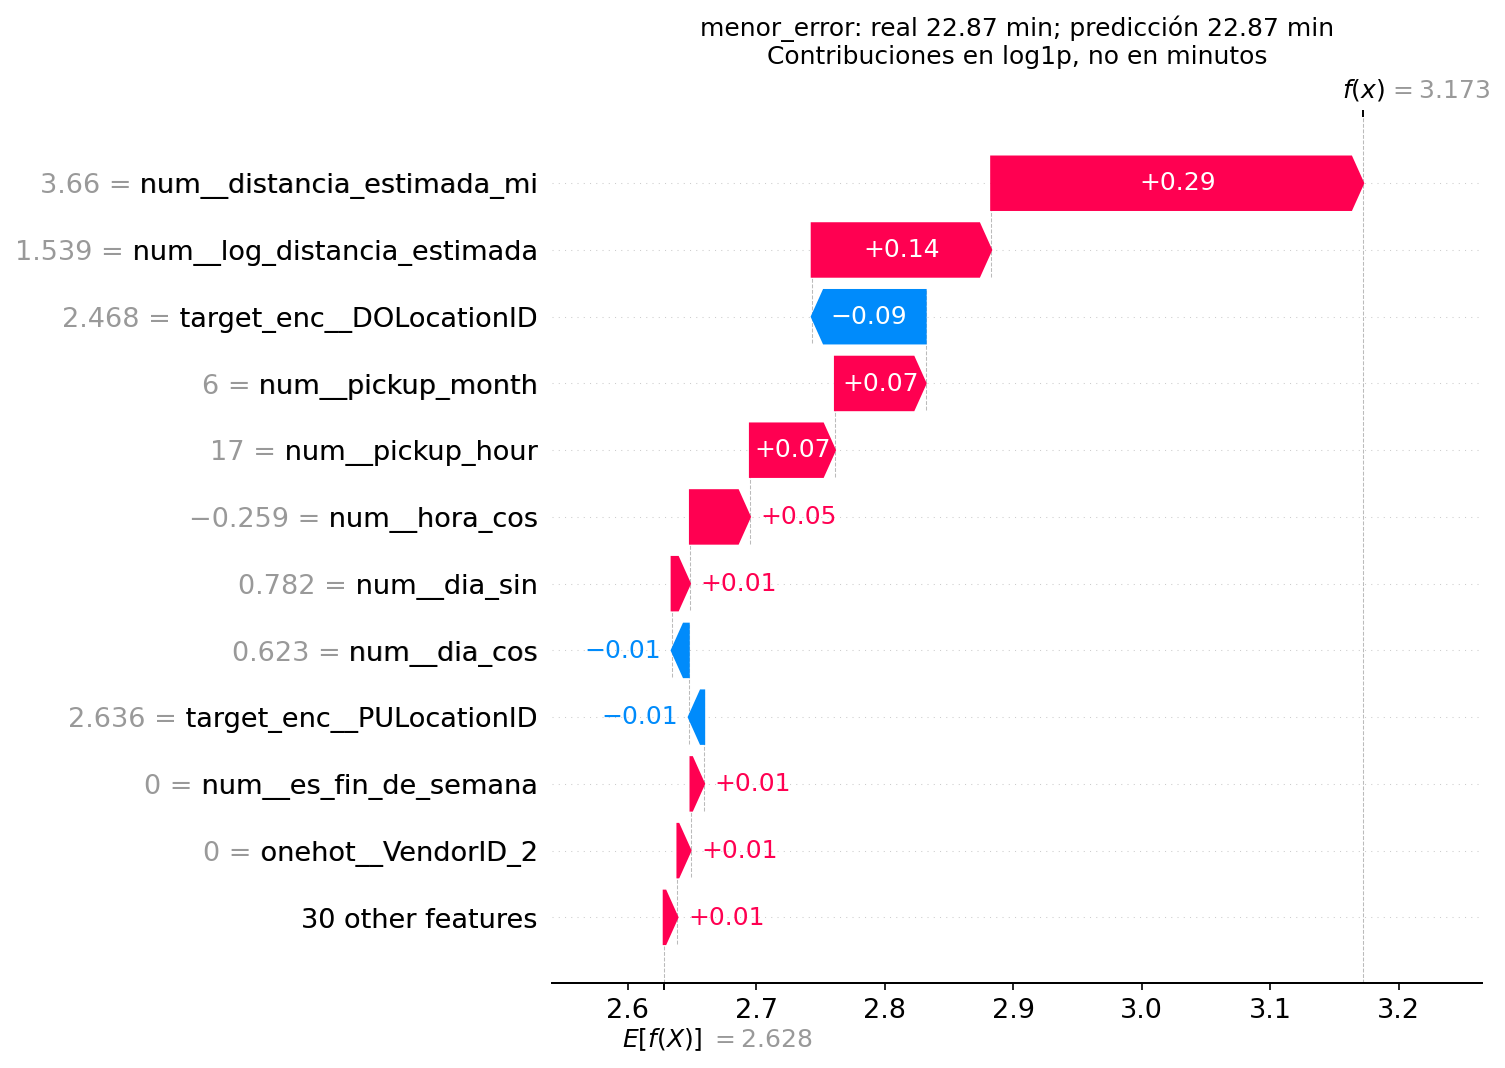 menor_error: real 22.87 min; predicción 22.87 min
Contribuciones en log1p, no en minutos
f(x) = 3.173
3.66 = num__distancia_estimada_mi +0.29
1.539 = num__log_distancia_estimada +0.14
2.468 = target_enc__DOLocationID −0.09
6 = num__pickup_month +0.07
17 = num__pickup_hour +0.07
−0.259 = num__hora_cos +0.05
0.782 = num__dia_sin +0.01
0.623 = num__dia_cos −0.01
2.636 = target_enc__PULocationID −0.01
0 = num__es_fin_de_semana +0.01
0 = onehot__VendorID_2 +0.01
30 other features +0.01
2.6 2.7 2.8 2.9 3.0 3.1 3.2
E[f(X)] = 2.628